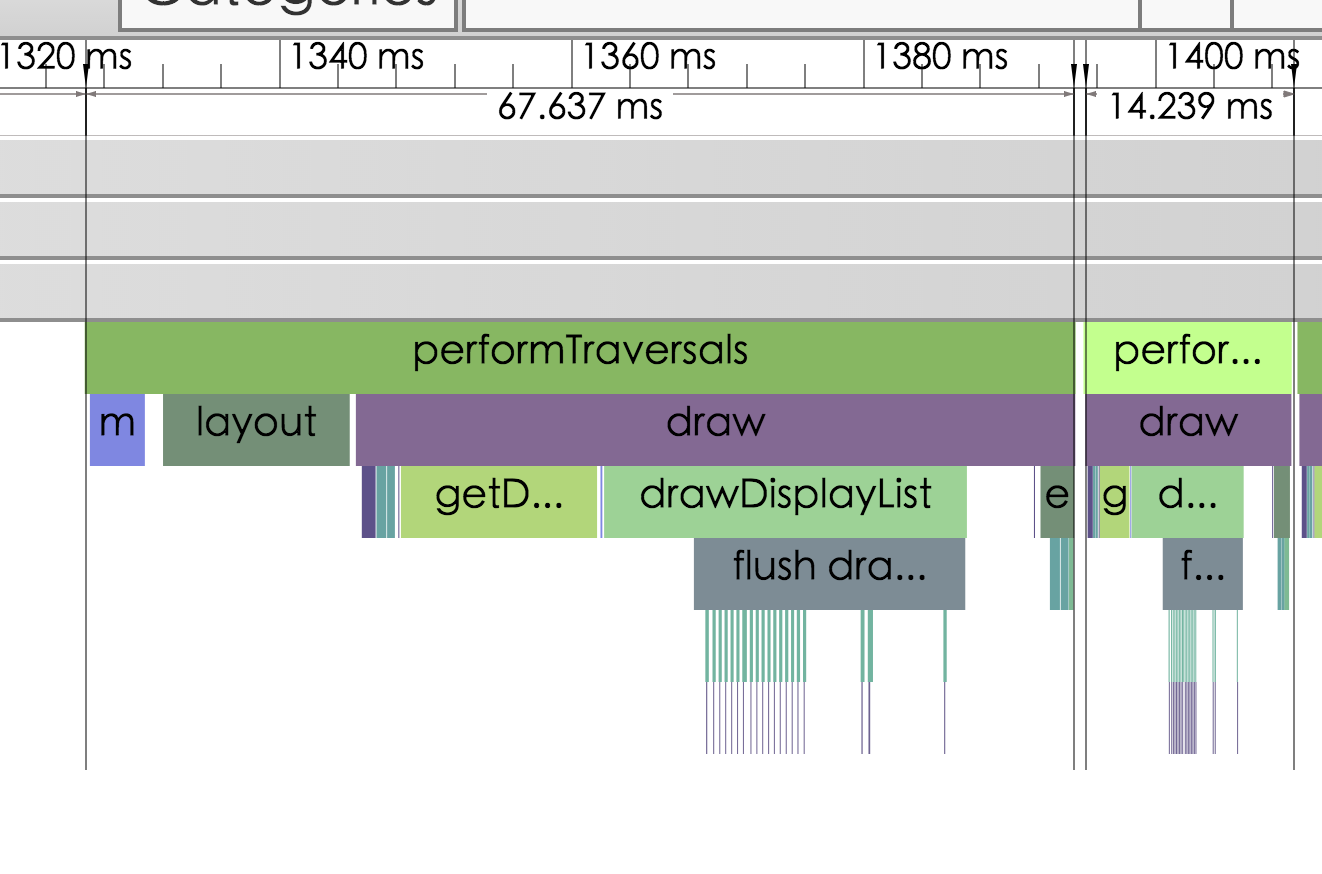 Categories
1320 ms 1340 ms 1360 ms 1380 ms 1400 ms
67.637 ms 14.239 ms
performTraversals perfor...
m layout draw draw
getD... drawDisplayList e g d...
flush dra... f...